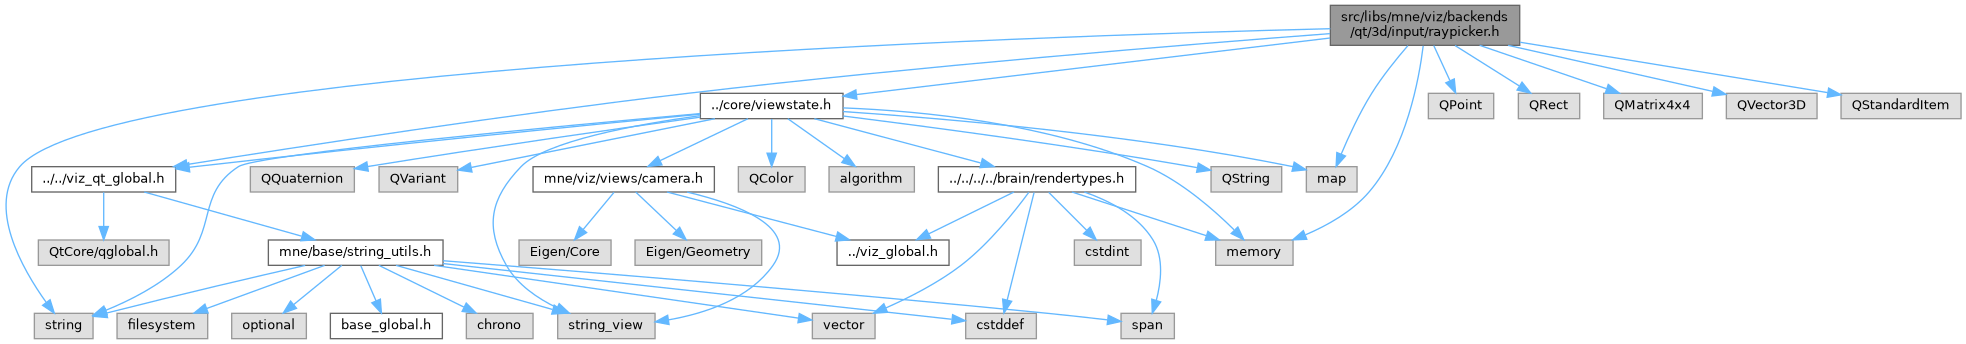 src/libs/mne/viz/backends
/qt/3d/input/raypicker.h
../core/viewstate.h
QPoint
QRect
QMatrix4x4
QVector3D
QStandardItem
../../viz_qt_global.h
QQuaternion
QVariant
mne/viz/views/camera.h
QColor
algorithm
../../../../brain/rendertypes.h
QString
map
QtCore/qglobal.h
mne/base/string_utils.h
Eigen/Core
Eigen/Geometry
../viz_global.h
cstdint
memory
string
filesystem
optional
base_global.h
chrono
string_view
vector
cstddef
span